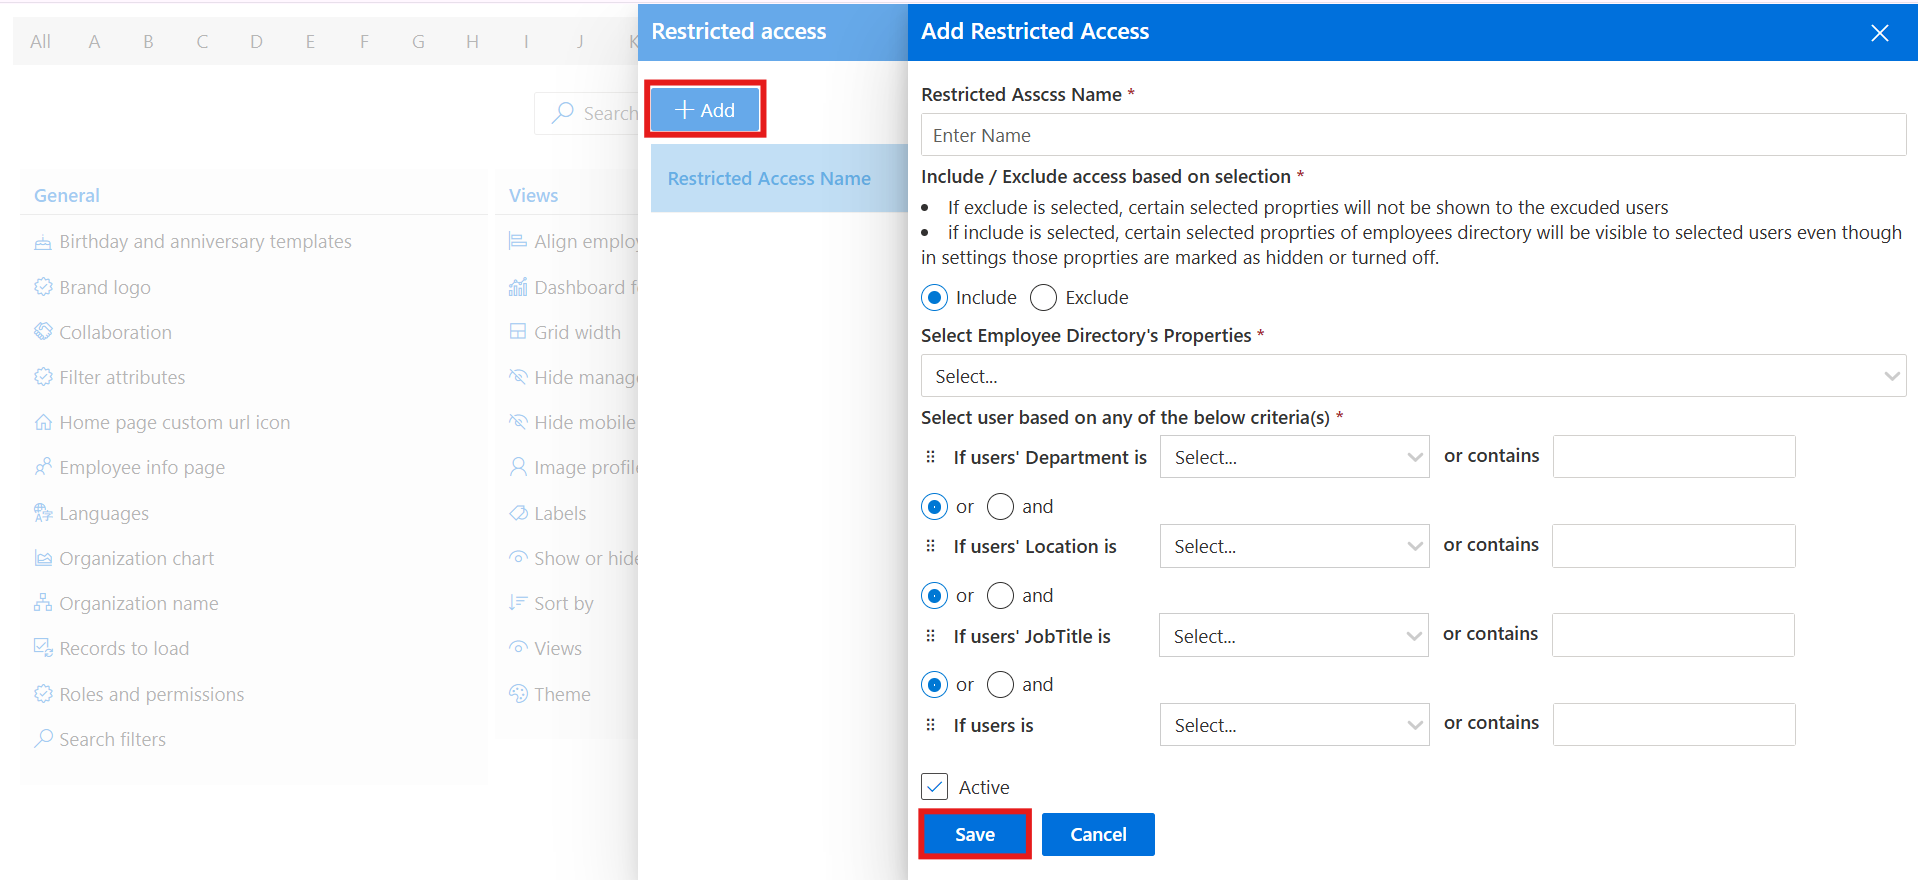 All A B C D E F G H I J K
Search
General
Birthday and anniversary templates
Brand logo
Collaboration
Filter attributes
Home page custom url icon
Employee info page
Languages
Organization chart
Organization name
Records to load
Roles and permissions
Search filters
Views
Align employ
Dashboard f
Grid width
Hide manag
Hide mobile
Image profil
Labels
Show or hid
Sort by
Views
Theme
Restricted access
Add
Restricted Access Name
Add Restricted Access
Restricted Asscss Name *
Enter Name
Include / Exclude access based on selection *
• If exclude is selected, certain selected proprties will not be shown to the excuded users
• if include is selected, certain selected proprties of employees directory will be visible to selected users even though
in settings those proprties are marked as hidden or turned off.
Include Exclude
Select Employee Directory's Properties *
Select...
Select user based on any of the below criteria(s) *
If users' Department is Select... or contains
or and
If users' Location is Select... or contains
or and
If users' JobTitle is Select... or contains
or and
If users is Select... or contains
Active
Save Cancel